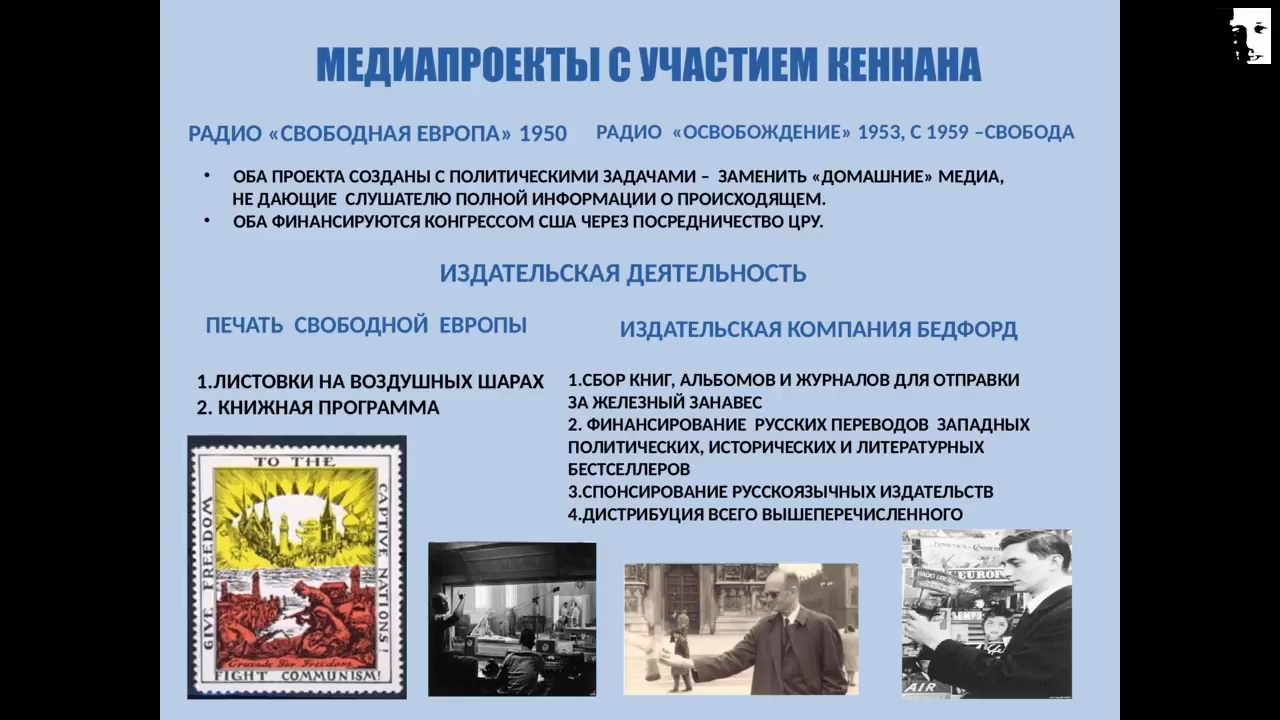 МЕДИАПРОЕКТЫ С УЧАСТИЕМ КЕННАНА
РАДИО «СВОБОДНАЯ ЕВРОПА» 1950
РАДИО «ОСВОБОЖДЕНИЕ» 1953, С 1959 –СВОБОДА
• ОБА ПРОЕКТА СОЗДАНЫ С ПОЛИТИЧЕСКИМИ ЗАДАЧАМИ – ЗАМЕНИТЬ «ДОМАШНИЕ» МЕДИА,
НЕ ДАЮЩИЕ СЛУШАТЕЛЮ ПОЛНОЙ ИНФОРМАЦИИ О ПРОИСХОДЯЩЕМ.
• ОБА ФИНАНСИРУЮТСЯ КОНГРЕССОМ США ЧЕРЕЗ ПОСРЕДНИЧЕСТВО ЦРУ.
ИЗДАТЕЛЬСКАЯ ДЕЯТЕЛЬНОСТЬ
ПЕЧАТЬ СВОБОДНОЙ ЕВРОПЫ
1.ЛИСТОВКИ НА ВОЗДУШНЫХ ШАРАХ
2. КНИЖНАЯ ПРОГРАММА
ИЗДАТЕЛЬСКАЯ КОМПАНИЯ БЕДФОРД
1.СБОР КНИГ, АЛЬБОМОВ И ЖУРНАЛОВ ДЛЯ ОТПРАВКИ
ЗА ЖЕЛЕЗНЫЙ ЗАНАВЕС
2. ФИНАНСИРОВАНИЕ РУССКИХ ПЕРЕВОДОВ ЗАПАДНЫХ
ПОЛИТИЧЕСКИХ, ИСТОРИЧЕСКИХ И ЛИТЕРАТУРНЫХ
БЕСТСЕЛЛЕРОВ
3.СПОНСИРОВАНИЕ РУССКОЯЗЫЧНЫХ ИЗДАТЕЛЬСТВ
4.ДИСТРИБУЦИЯ ВСЕГО ВЫШЕПЕРЕЧИСЛЕННОГО
GIVE FREEDOM
TO THE
CAPTIVE NATIONS!
Crusade for Freedom
FIGHT COMMUNISM!
EUROP
AIR